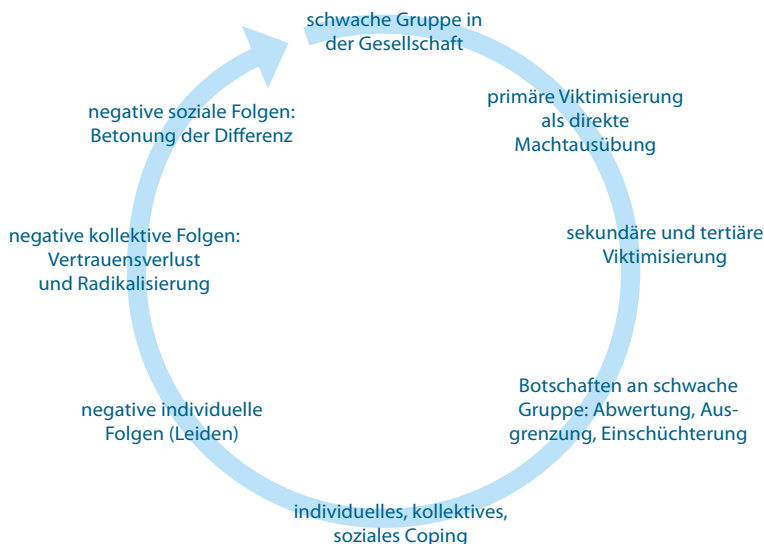 schwache Gruppe in
der Gesellschaft
primäre Viktimisierung
als direkte
Machtausübung
sekundäre und tertiäre
Viktimisierung
Botschaften an schwache
Gruppe: Abwertung, Aus-
grenzung, Einschüchterung
individuelles, kollektives,
soziales Coping
negative individuelle
Folgen (Leiden)
negative kollektive Folgen:
Vertrauensverlust
und Radikalisierung
negative soziale Folgen:
Betonung der Differenz